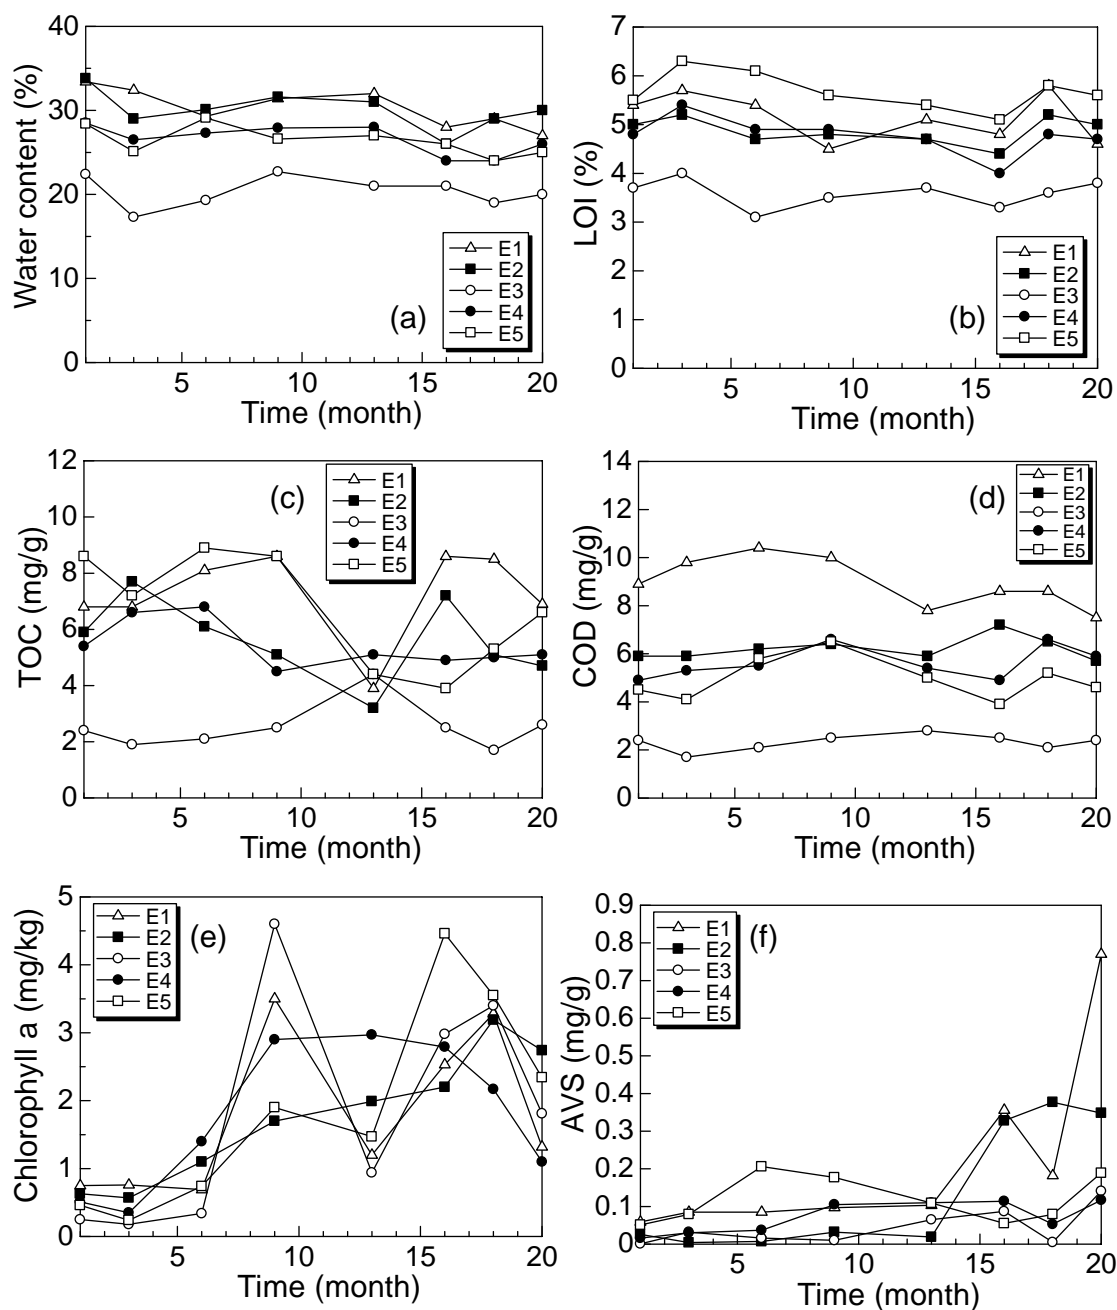 40
30
20
10
0
Water content (%)
E1
E2
E3
E4
E5
(a)
5
10
15
20
Time (month)
7
6
5
4
3
2
1
0
LOI (%)
E1
E2
E3
E4
E5
(b)
5
10
15
20
Time (month)
12
10
8
6
4
2
0
TOC (mg/g)
(c)
E1
E2
E3
E4
E5
5
10
15
20
Time (month)
14
12
10
8
6
4
2
0
COD (mg/g)
(d)
E1
E2
E3
E4
E5
5
10
15
20
Time (month)
5
4
3
2
1
0
Chlorophyll a (mg/kg)
E1
E2
E3
E4
E5
(e)
5
10
15
20
Time (month)
0.9
0.8
0.7
0.6
0.5
0.4
0.3
0.2
0.1
0
AVS (mg/g)
E1
E2
E3
E4
E5
(f)
5
10
15
20
Time (month)